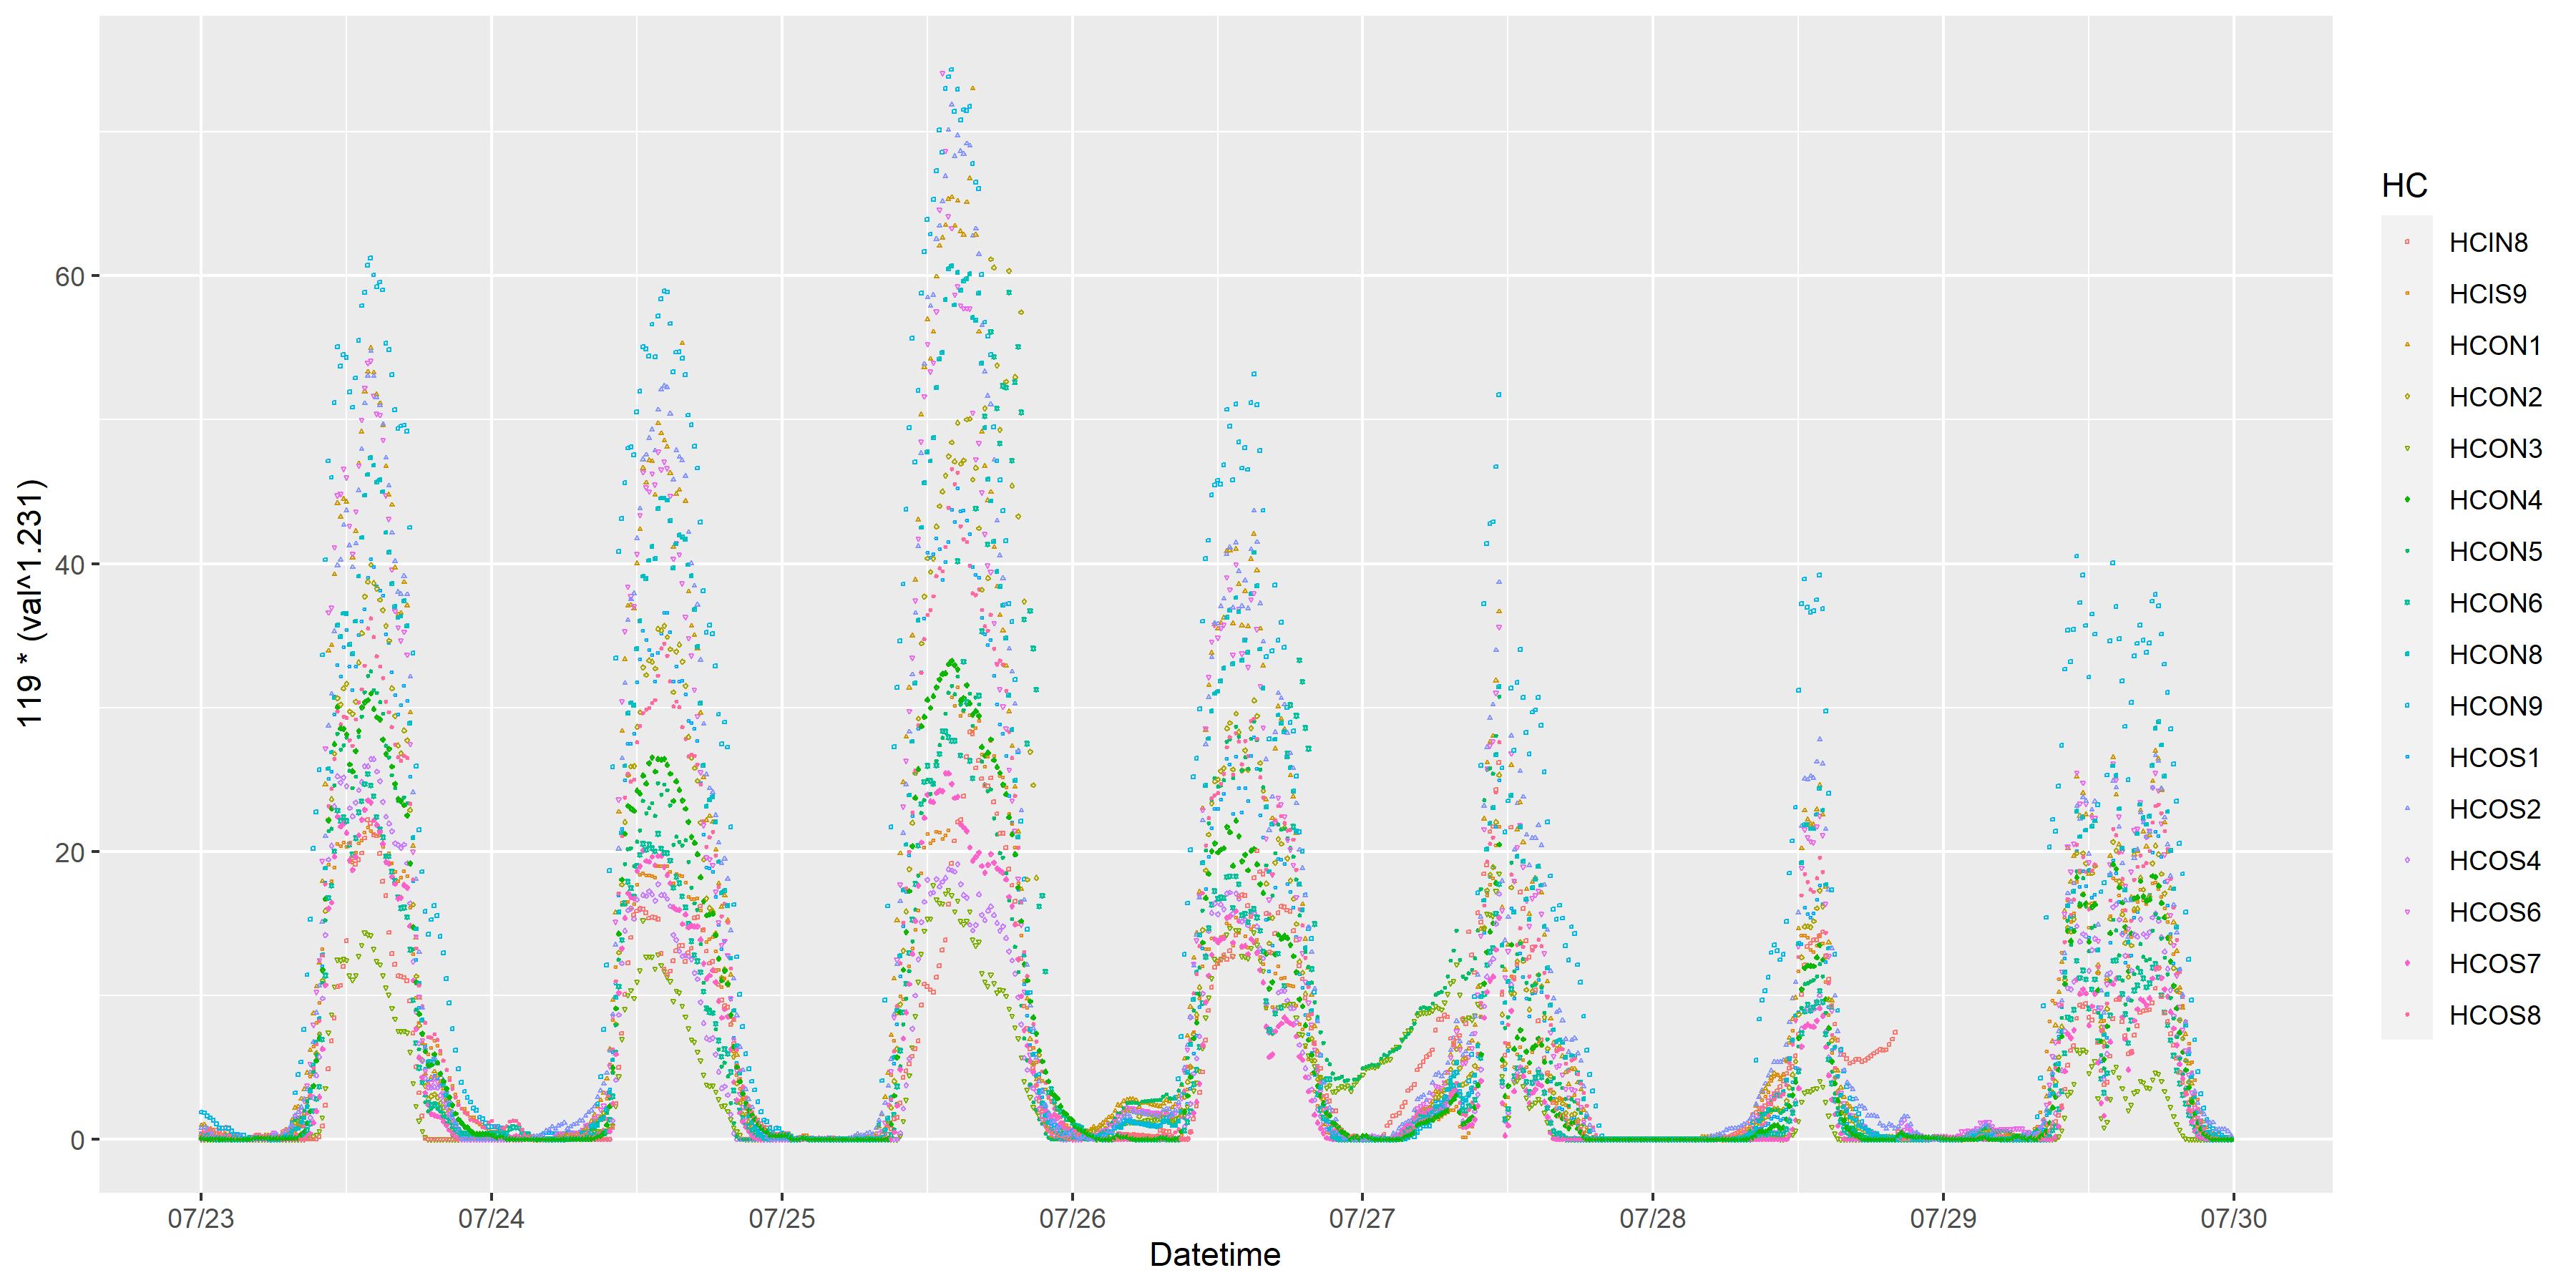 60
40
20
0
119 * (val^1.231)
07/23 07/24 07/25 07/26 07/27 07/28 07/29 07/30
Datetime
HC
HCIN8
HCIS9
HCON1
HCON2
HCON3
HCON4
HCON5
HCON6
HCON8
HCON9
HCOS1
HCOS2
HCOS4
HCOS6
HCOS7
HCOS8